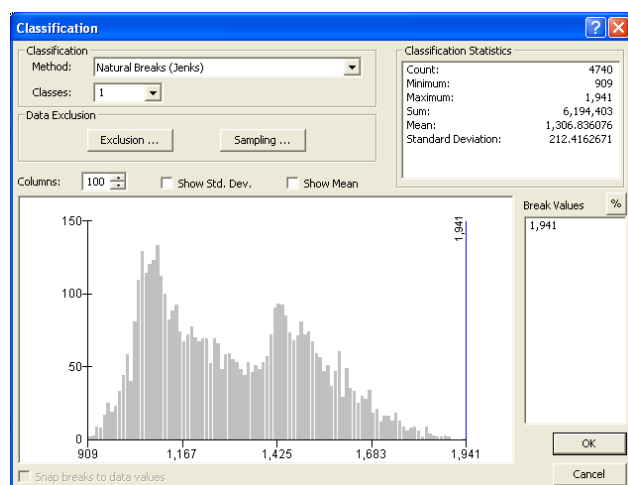 Classification
Classification
Method: Natural Breaks (Jenks)
Classes: 1
Data Exclusion
Exclusion ... Sampling ...
Classification Statistics
Count: 4740
Minimum: 909
Maximum: 1,941
Sum: 6,194,403
Mean: 1,306.836076
Standard Deviation: 212.4162671
Columns: 100 Show Std. Dev. Show Mean
Break Values %
1,941
150
100
50
0
909 1,167 1,425 1,683 1,941
1,941
Snap breaks to data values
OK
Cancel